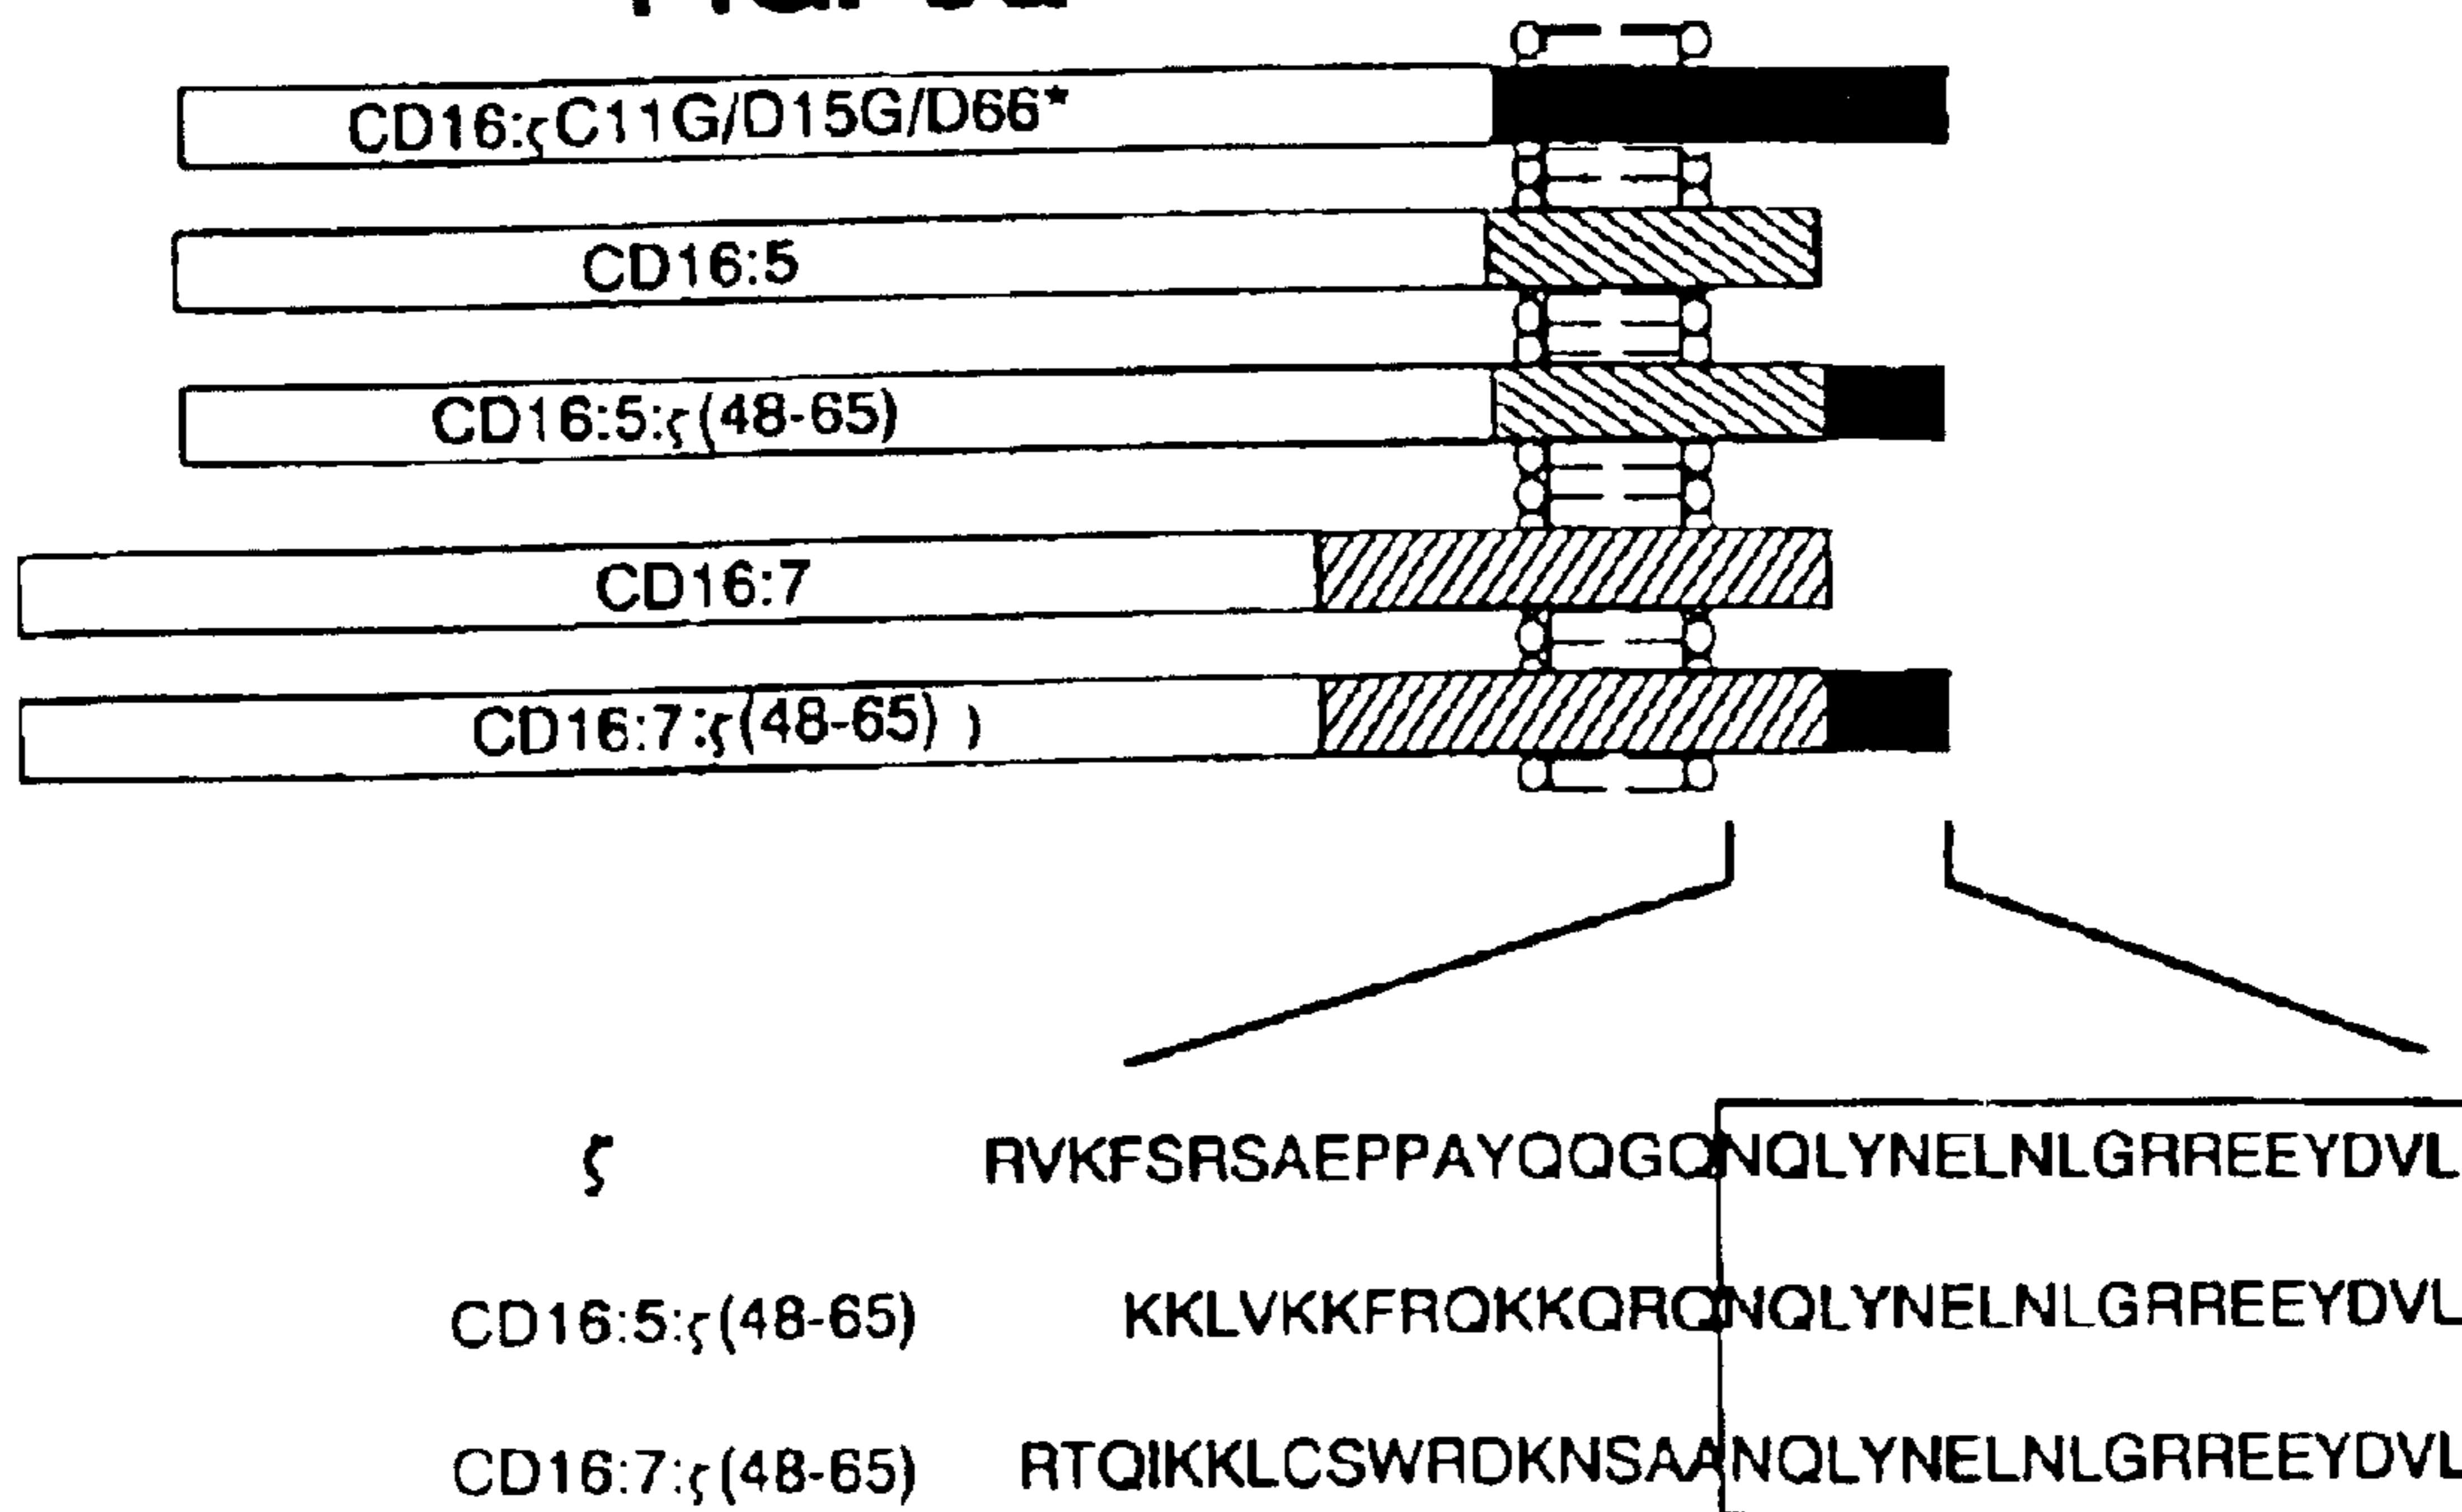 CD16:ζC11G/D15G/D66*
CD16:5
CD16:5:ζ(48-65)
CD16:7
CD16:7:ζ(48-65) )
ζ RVKFSRSAEPPAYQQGQNQLYNELNLGRREEYDVL
CD16:5:ζ(48-65) KKLVKKFRQKKQRQNQLYNELNLGRREEYDVL
CD16:7:ζ(48-65) RTQIKKLCSWRDKNSAANQLYNELNLGRREEYDVL